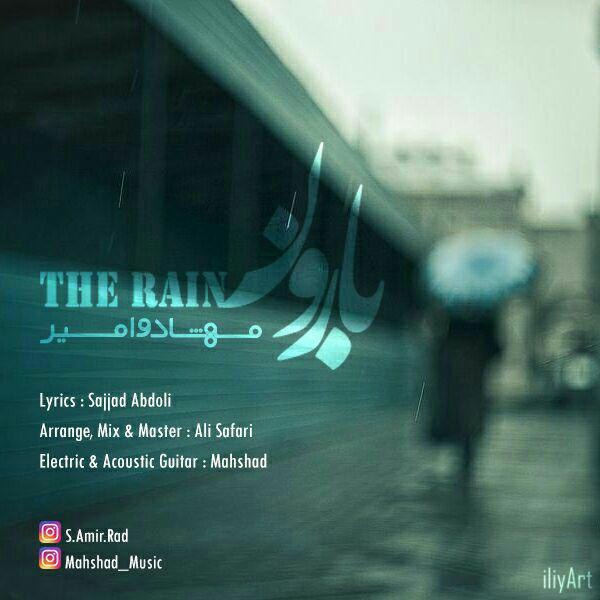 بارون
THE RAIN
مهشاد و امیر
Lyrics : Sajjad Abdoli
Arrange, Mix & Master : Ali Safari
Electric & Acoustic Guitar : Mahshad
S.Amir.Rad
Mahshad_Music
iliyArt